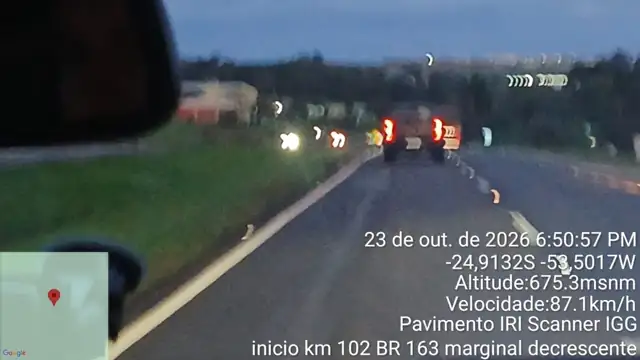 23 de out. de 2026 6:50:57 PM
-24,9132S -53,5017W
Altitude:675.3msnm
Velocidade:87.1km/h
Pavimento IRI Scanner IGG
inicio km 102 BR 163 marginal decrescente
Google